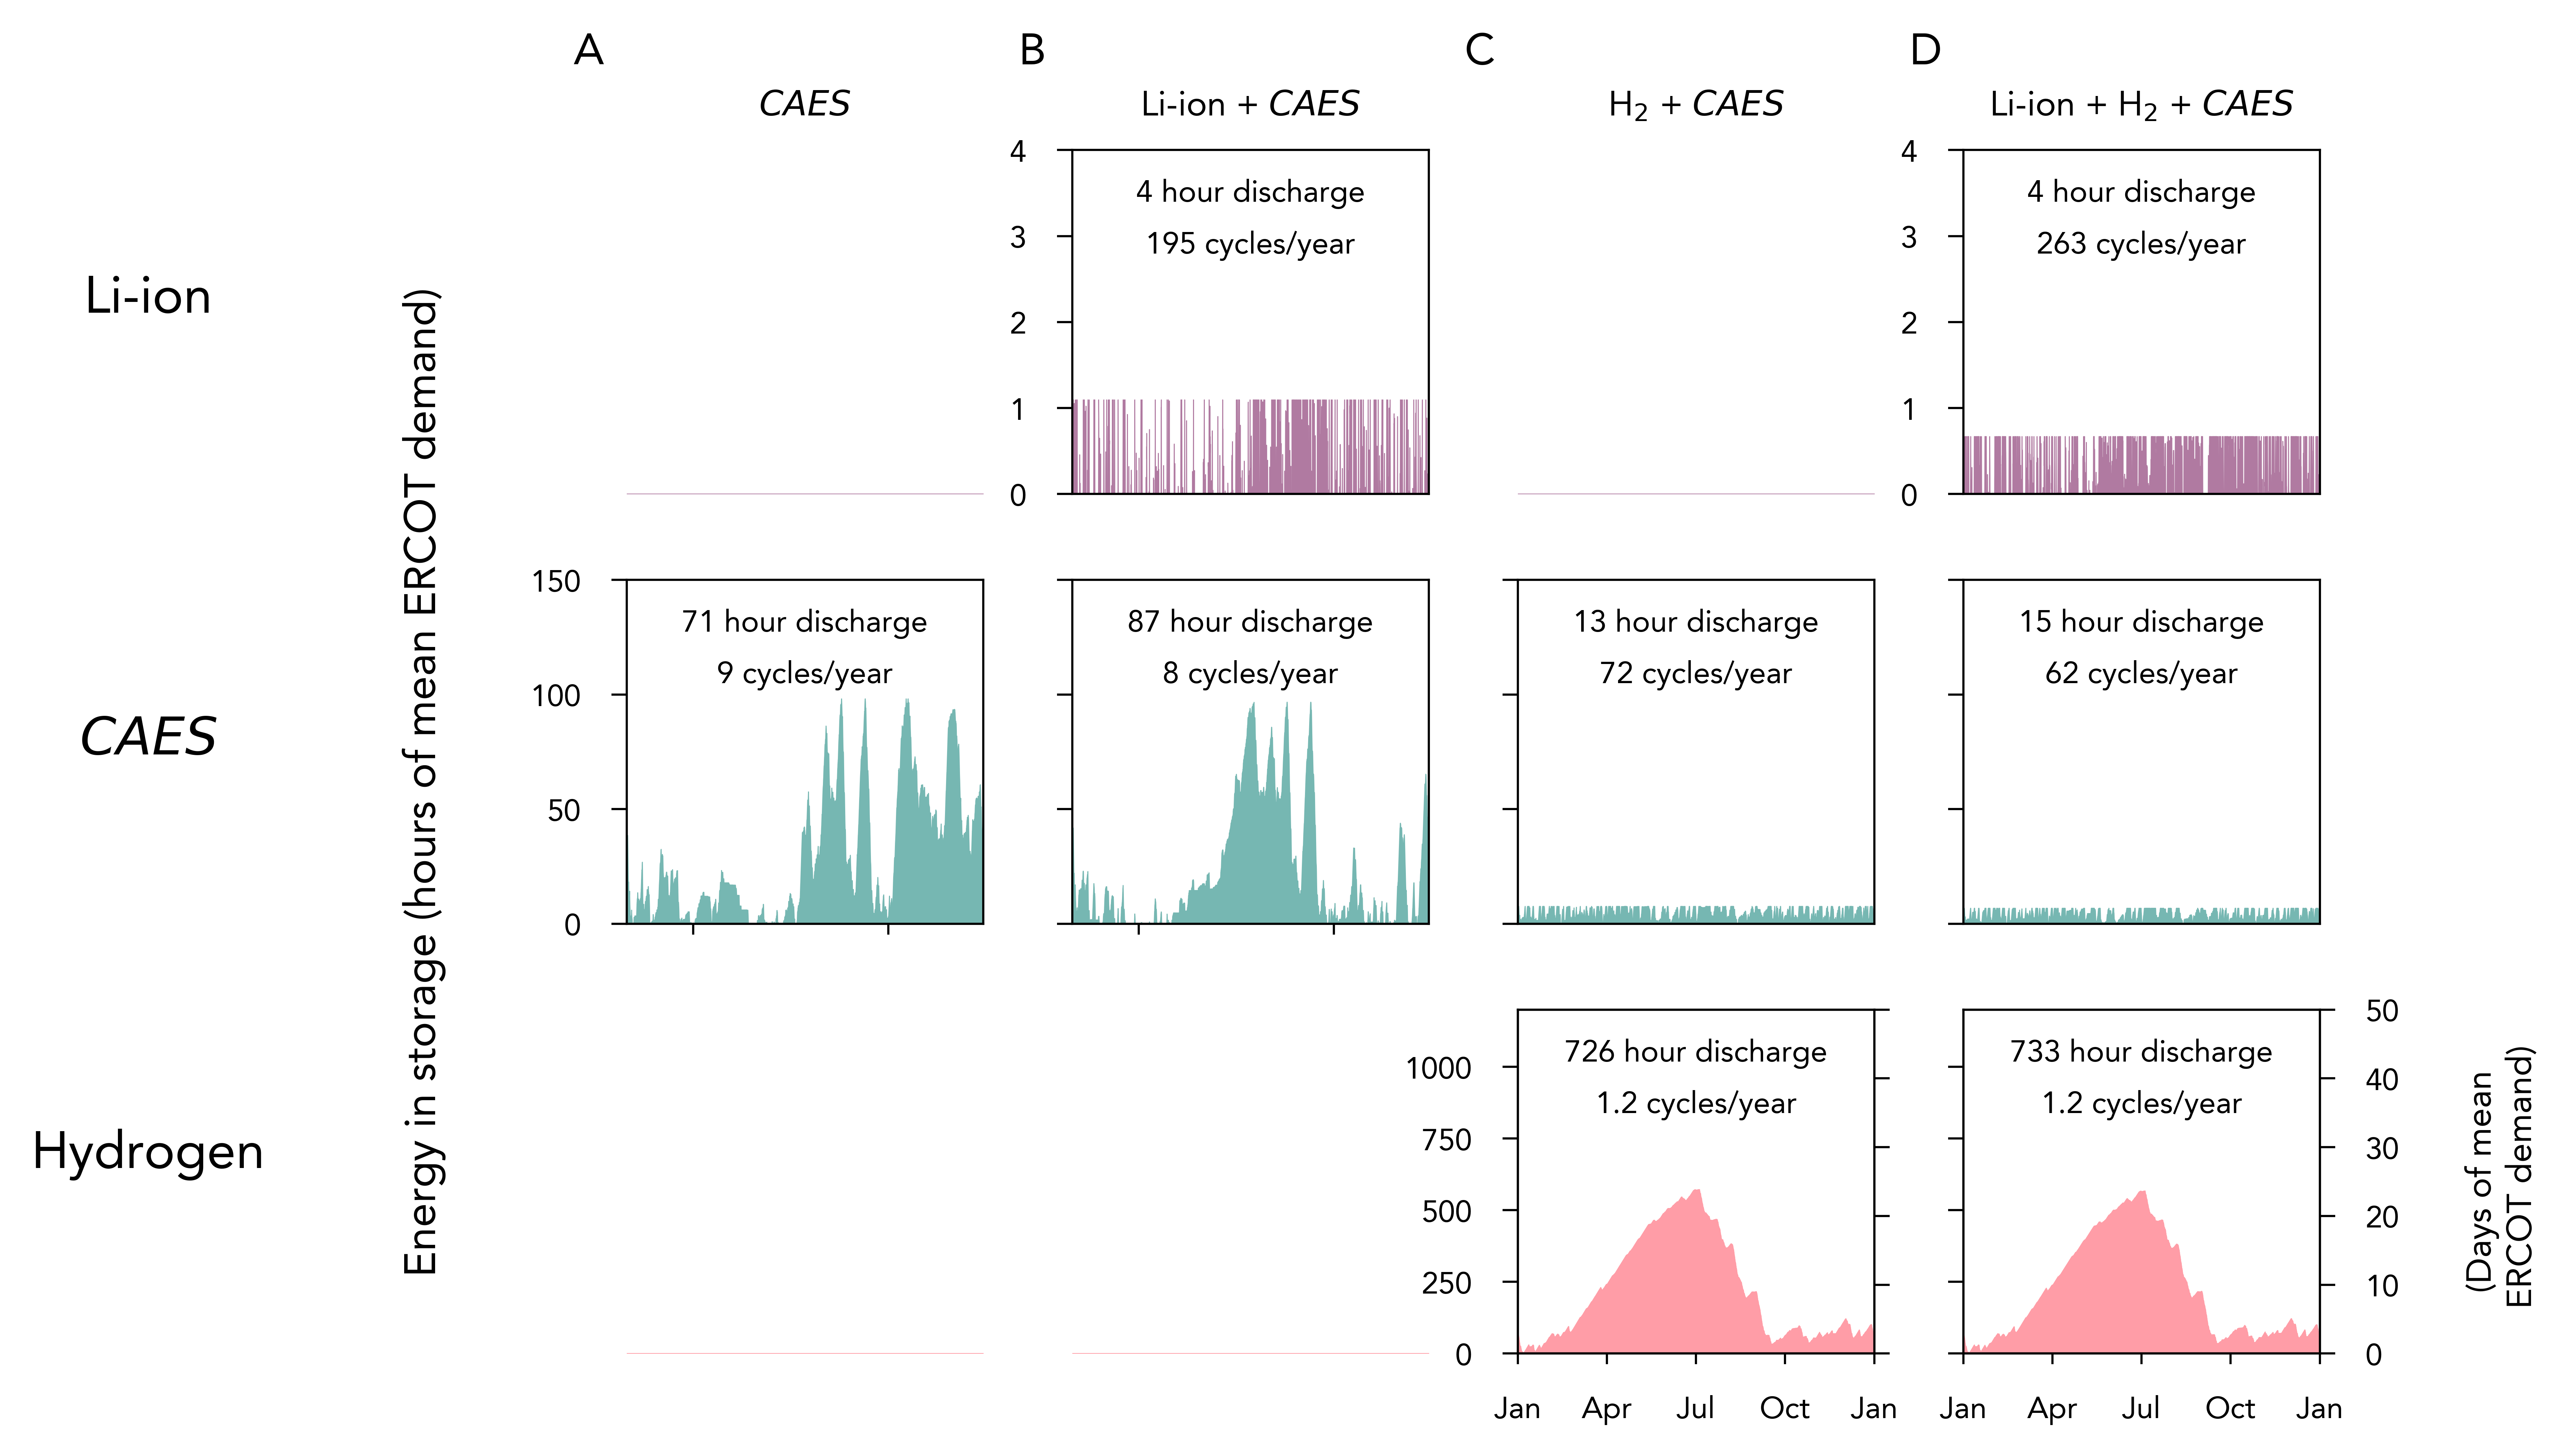 A
B
C
D
CAES
Li-ion + CAES
H₂ + CAES
Li-ion + H₂ + CAES
Li-ion
CAES
Hydrogen
Energy in storage (hours of mean ERCOT demand)
4
3
2
1
0
4 hour discharge
195 cycles/year
4
3
2
1
0
4 hour discharge
263 cycles/year
150
100
50
0
71 hour discharge
9 cycles/year
87 hour discharge
8 cycles/year
13 hour discharge
72 cycles/year
15 hour discharge
62 cycles/year
1000
750
500
250
0
726 hour discharge
1.2 cycles/year
Jan Apr Jul Oct Jan
733 hour discharge
1.2 cycles/year
Jan Apr Jul Oct Jan
50
40
30
20
10
0
(Days of mean
ERCOT demand)